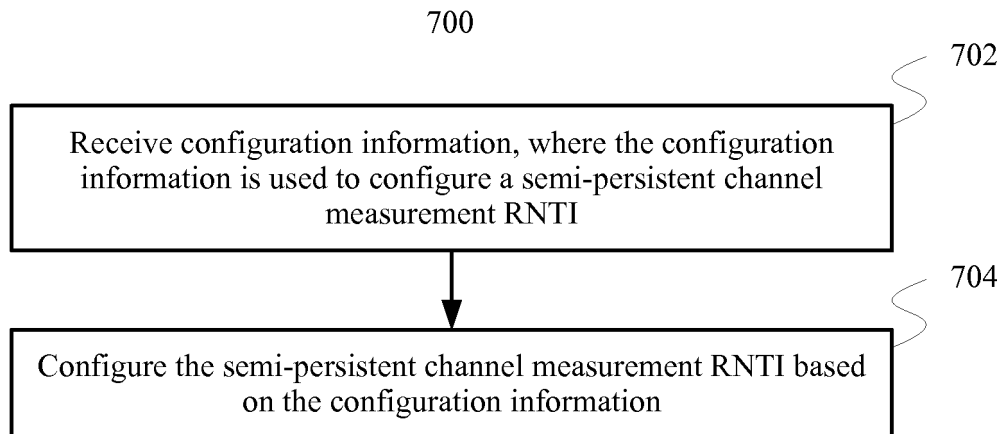 700
702
Receive configuration information, where the configuration
information is used to configure a semi-persistent channel
measurement RNTI
704
Configure the semi-persistent channel measurement RNTI based
on the configuration information